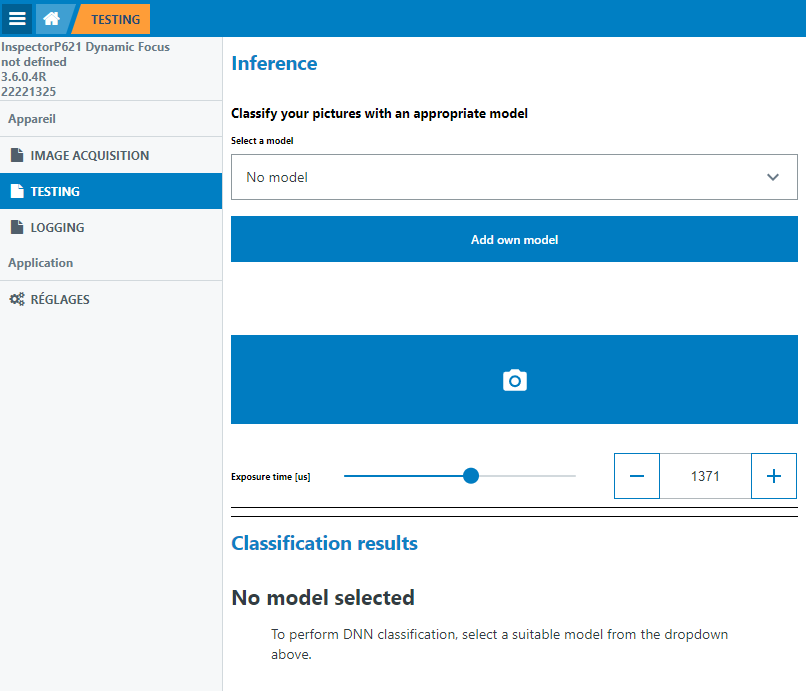 TESTING
InspectorP621 Dynamic Focus
not defined
3.6.0.4R
22221325
Appareil
IMAGE ACQUISITION
TESTING
LOGGING
Application
RÉGLAGES
Inference
Classify your pictures with an appropriate model
Select a model
No model
Add own model
Exposure time [us]
1371
Classification results
No model selected
To perform DNN classification, select a suitable model from the dropdown
above.